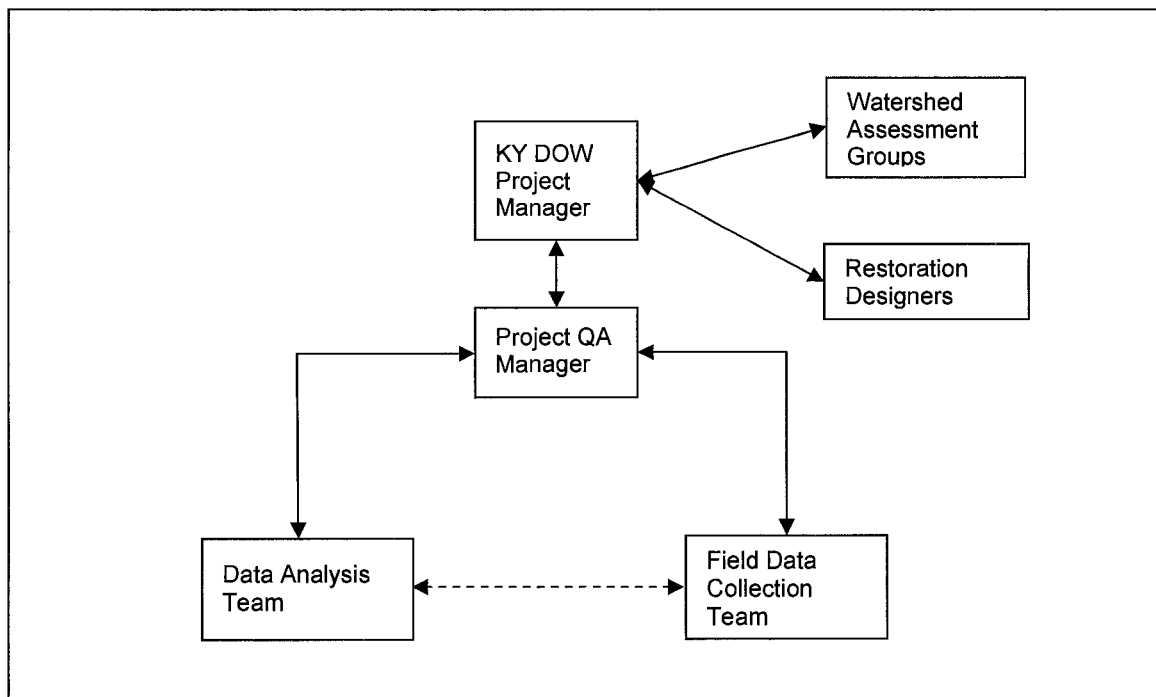 Watershed
Assessment
Groups
KY DOW
Project
Manager
Restoration
Designers
Project QA
Manager
Data Analysis
Team
Field Data
Collection
Team